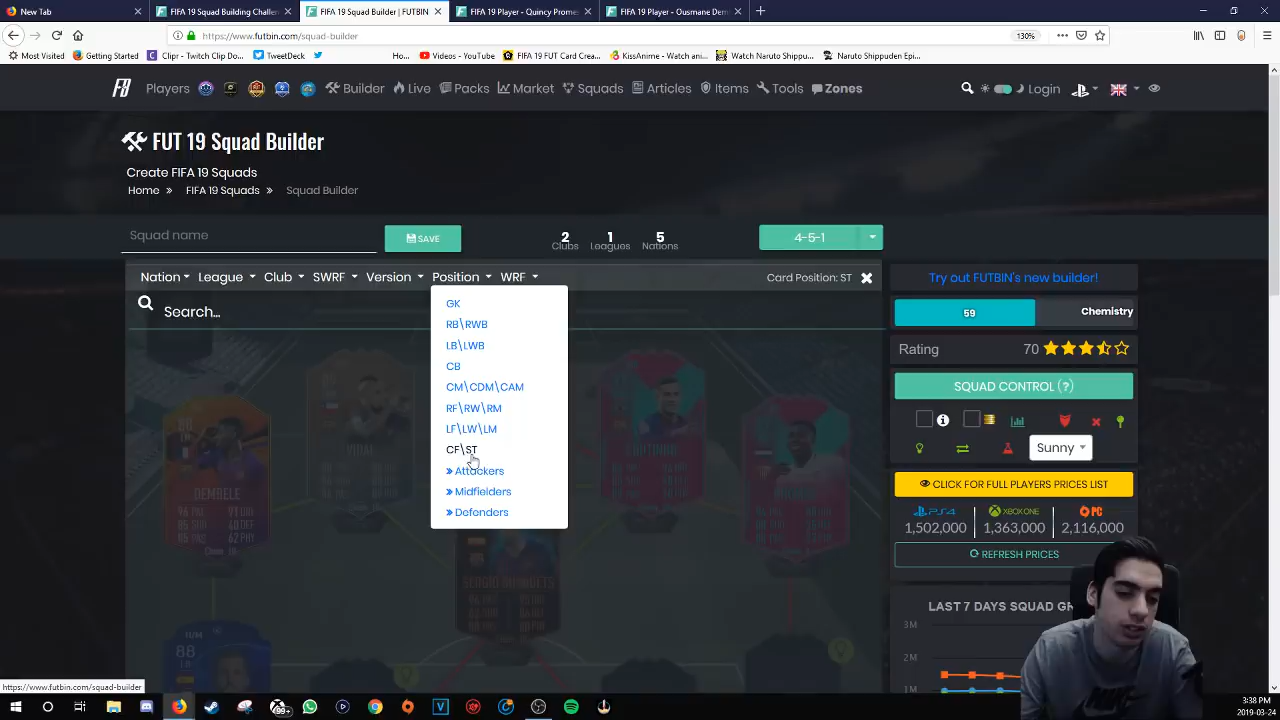 New Tab
FIFA 19 Squad Building Challen
FIFA 19 Squad Builder | FUTBIN
FIFA 19 Player - Quincy Prome
FIFA 19 Player - Ousmane Dem
https://www.futbin.com/squad-builder
130%
Most Visited
Getting Started
Clipr - Twitch Clip Do...
TweetDeck
Ho...
Videos - YouTube
FIFA 19 FUT Card Crea...
KissAnime - Watch ani...
Watch Naruto Shippu...
Naruto Shippuden Epi...
Players
Builder
Live
Packs
Market
Squads
Articles
Items
Tools
Zones
Login
FUT 19 Squad Builder
Create FIFA 19 Squads
Home » FIFA 19 Squads » Squad Builder
Squad name
SAVE
2
Clubs
1
Leagues
5
Nations
4-5-1
Nation
League
Club
SWRF
Version
Position
WRF
Card Position: ST
Search...
GK
RB\RWB
LB\LWB
CB
CM\CDM\CAM
RF\RW\RM
LF\LW\LM
CF\ST
» Attackers
» Midfielders
» Defenders
Try out FUTBIN's new builder!
59
Chemistry
Rating
70
SQUAD CONTROL (?)
Sunny
CLICK FOR FULL PLAYERS PRICES LIST
PS4
XBOX ONE
PC
1,502,000
1,363,000
2,116,000
REFRESH PRICES
LAST 7 DAYS SQUAD GR
3M
2M
1M
DEMBELE
88
https://www.futbin.com/squad-builder
3:38 PM
2019-03-24